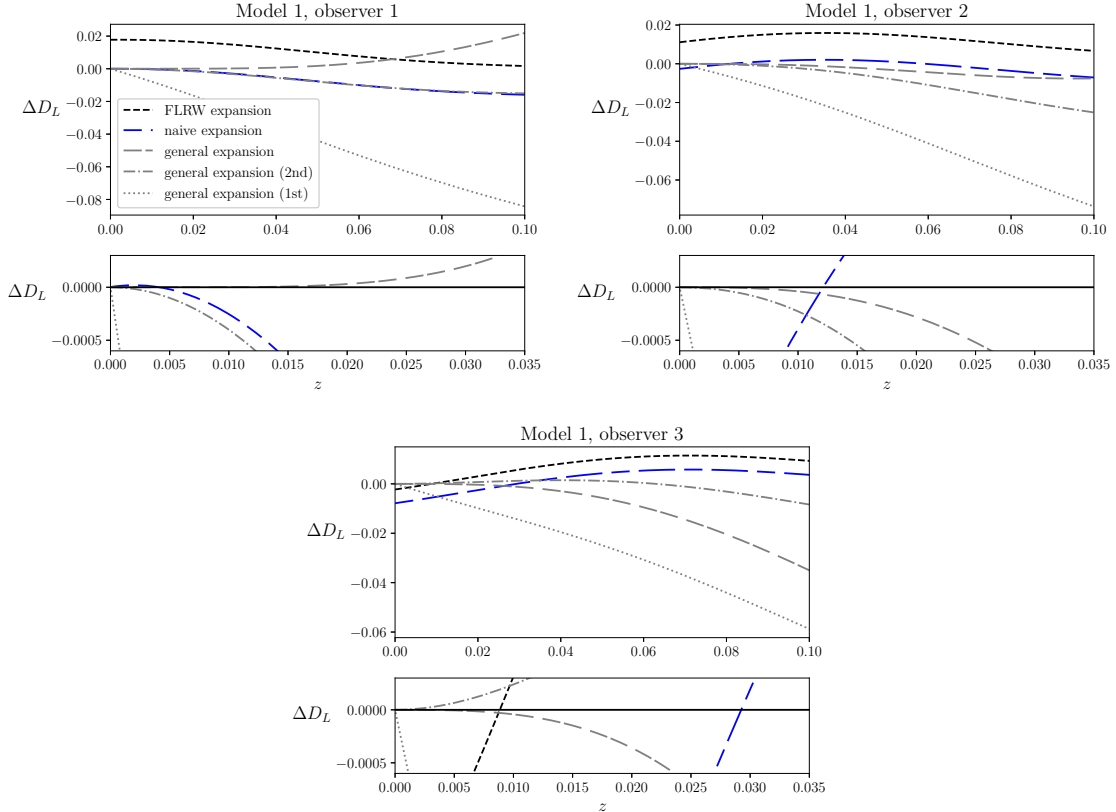 Model 1, observer 1
0.02
0.00
−0.02
−0.04
−0.06
−0.08
ΔD_L
FLRW expansion
naive expansion
general expansion
general expansion (2nd)
general expansion (1st)
0.00 0.02 0.04 0.06 0.08 0.10
0.0000
−0.0005
ΔD_L
0.000 0.005 0.010 0.015 0.020 0.025 0.030 0.035
z
Model 1, observer 2
0.02
0.00
−0.02
−0.04
−0.06
ΔD_L
0.00 0.02 0.04 0.06 0.08 0.10
0.0000
−0.0005
ΔD_L
0.000 0.005 0.010 0.015 0.020 0.025 0.030 0.035
z
Model 1, observer 3
0.00
−0.02
−0.04
−0.06
ΔD_L
0.00 0.02 0.04 0.06 0.08 0.10
0.0000
−0.0005
ΔD_L
0.000 0.005 0.010 0.015 0.020 0.025 0.030 0.035
z